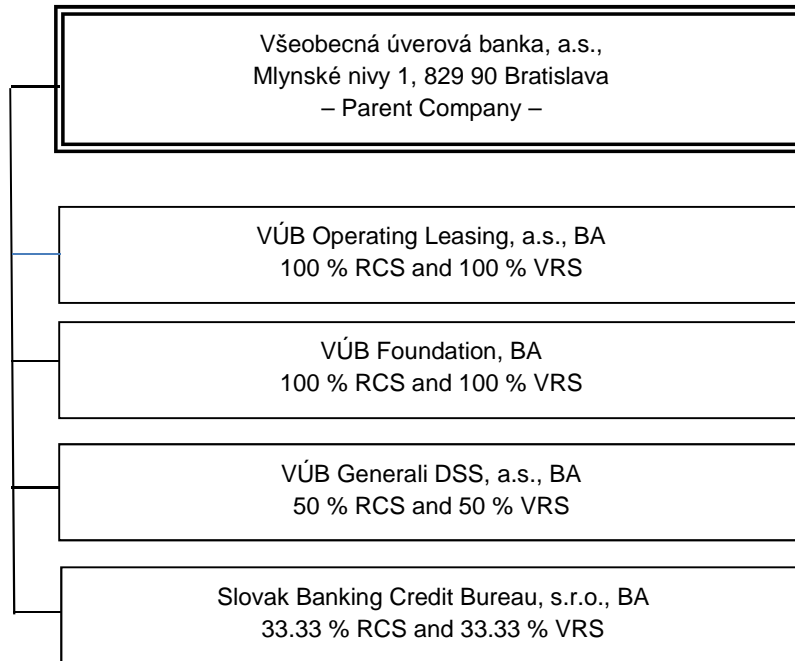 Všeobecná úverová banka, a.s.,
Mlynské nivy 1, 829 90 Bratislava
– Parent Company –
VÚB Operating Leasing, a.s., BA
100 % RCS and 100 % VRS
VÚB Foundation, BA
100 % RCS and 100 % VRS
VÚB Generali DSS, a.s., BA
50 % RCS and 50 % VRS
Slovak Banking Credit Bureau, s.r.o., BA
33.33 % RCS and 33.33 % VRS